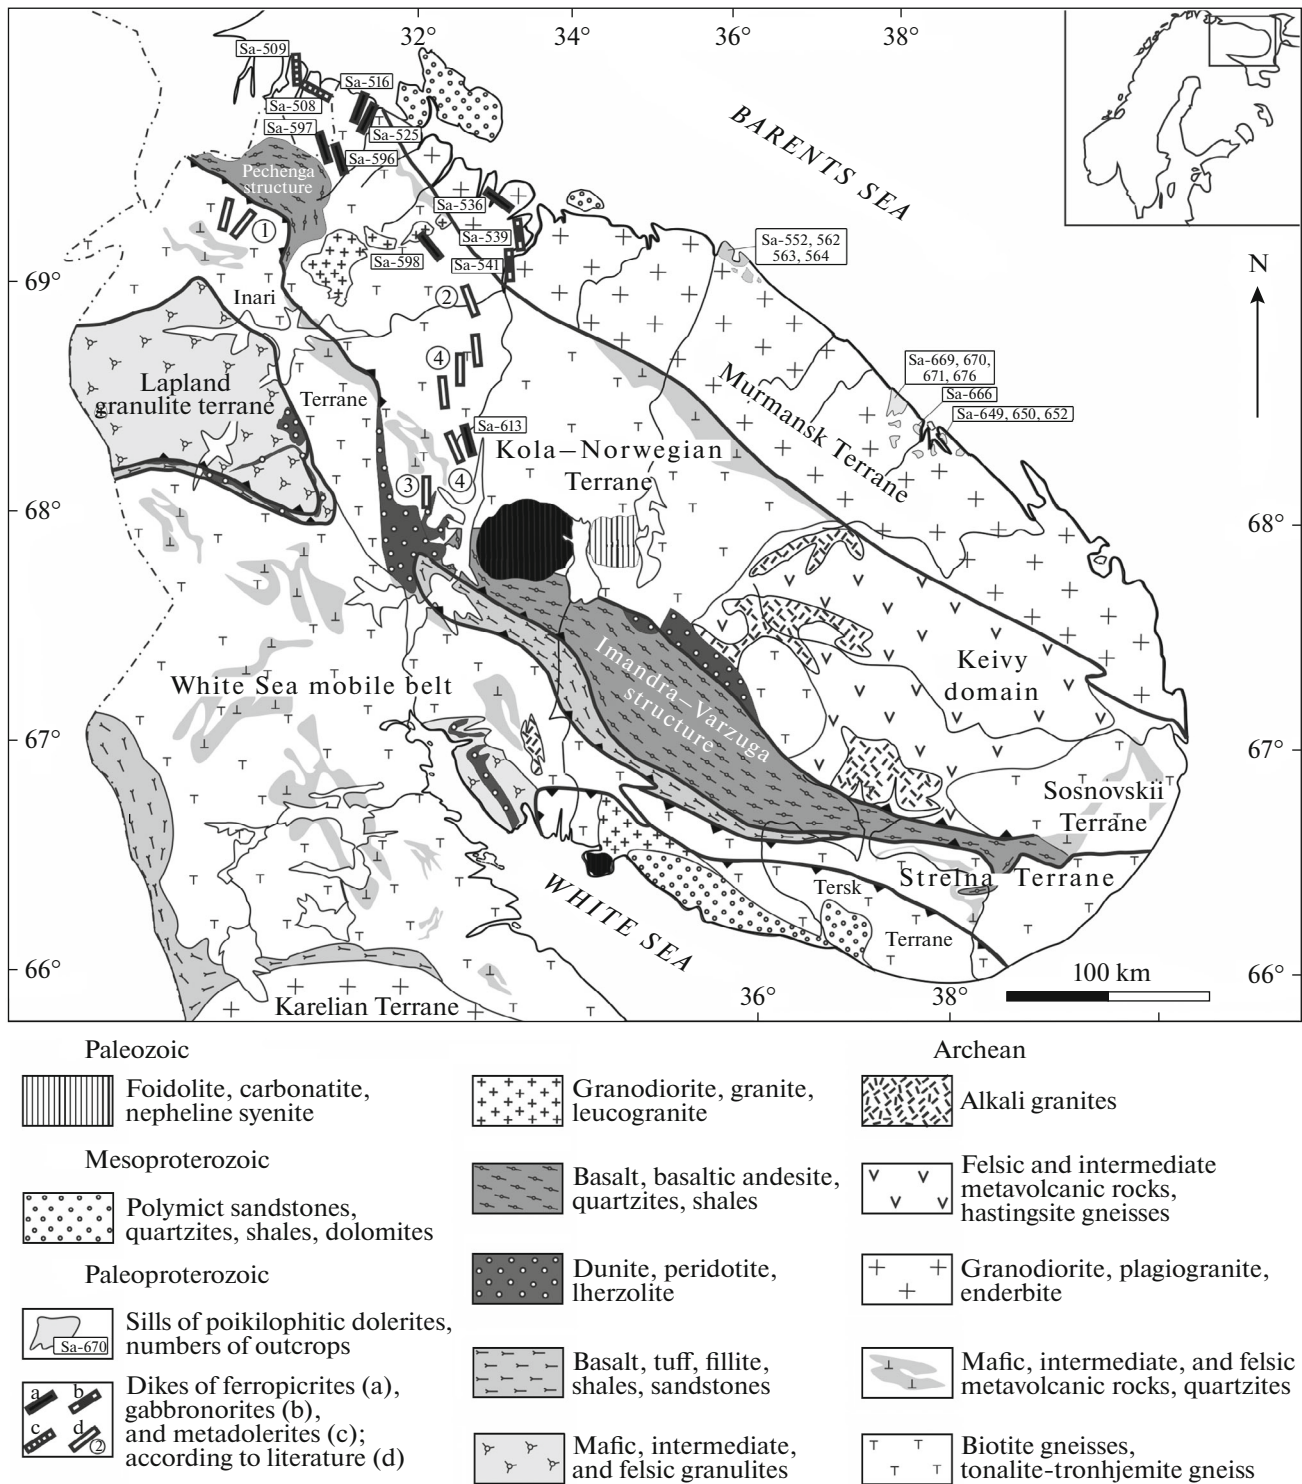 32°
34°
36°
38°
Sa-509
Sa-516
Sa-508
Sa-597
Sa-525
Sa-596
BARENTS SEA
Pechenga
structure
1
Sa-536
Sa-539
Sa-598
Sa-541
Sa-552, 562
563, 564
N
69°
Inari
2
4
Lapland
granulite terrane
Terrane
Murmansk Terrane
Sa-669, 670,
671, 676
Sa-666
Sa-649, 650, 652
Sa-613
Kola–Norwegian
Terrane
3
4
68°
68°
Imandra–Varzuga
structure
Keivy
domain
White Sea mobile belt
67°
67°
Sosnovskii
Terrane
WHITE SEA
Tersk
Terrane
Strelna Terrane
66°
66°
Karelian Terrane
36°
38°
100 km
Paleozoic
Foidolite, carbonatite,
nepheline syenite
Mesoproterozoic
Polymict sandstones,
quartzites, shales, dolomites
Paleoproterozoic
Sa-670
Sills of poikilophitic dolerites,
numbers of outcrops
a
b
c
d
2
Dikes of ferropicrites (a),
gabbronorites (b),
and metadolerites (c);
according to literature (d)
Granodiorite, granite,
leucogranite
Basalt, basaltic andesite,
quartzites, shales
Dunite, peridotite,
lherzolite
Basalt, tuff, fillite,
shales, sandstones
Mafic, intermediate,
and felsic granulites
Archean
Alkali granites
Felsic and intermediate
metavolcanic rocks,
hastingsite gneisses
Granodiorite, plagiogranite,
enderbite
Mafic, intermediate, and felsic
metavolcanic rocks, quartzites
Biotite gneisses,
tonalite-tronhjemite gneiss